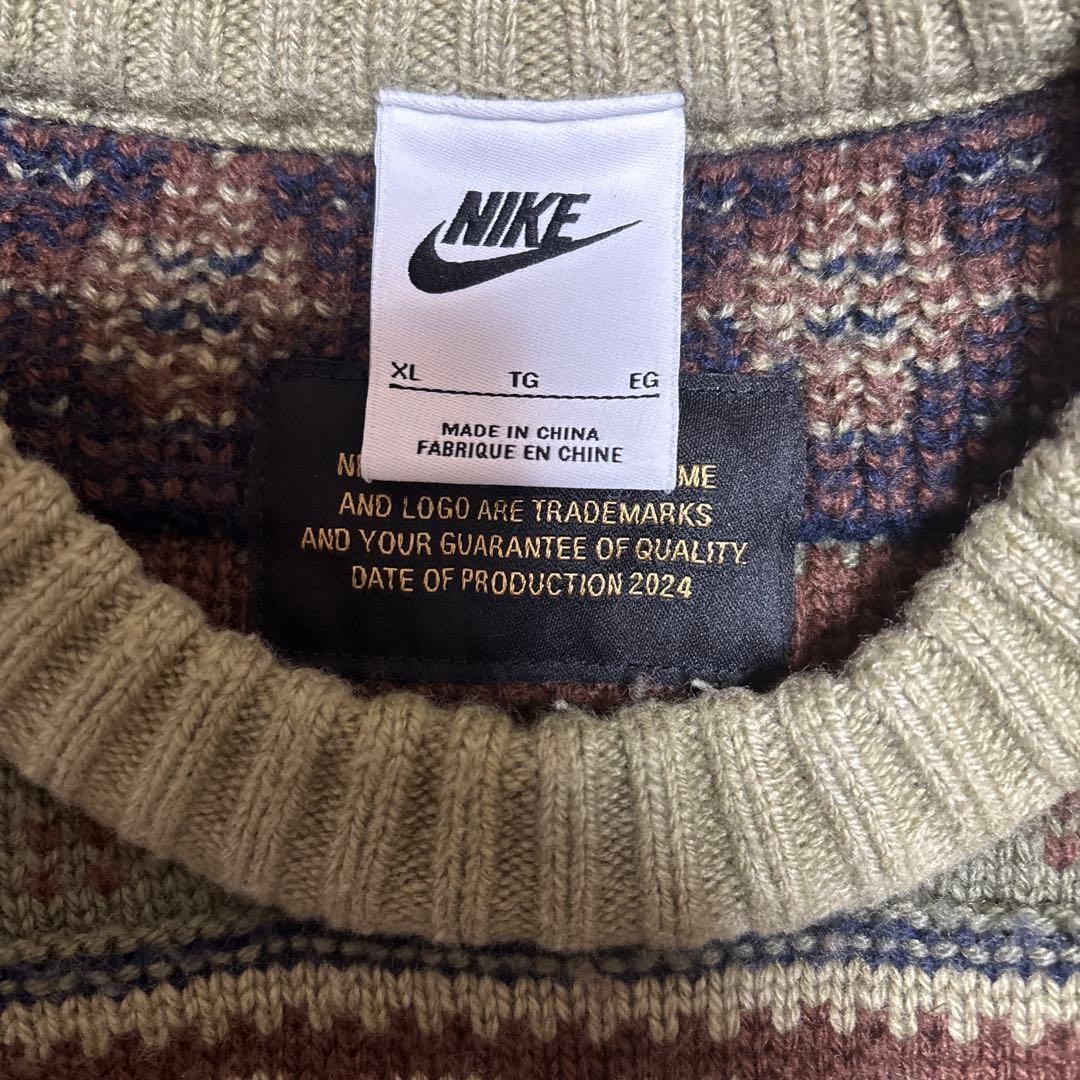 NIKE
XL TG EG
MADE IN CHINA
FABRIQUE EN CHINE
AND LOGO ARE TRADEMARKS
AND YOUR GUARANTEE OF QUALITY.
DATE OF PRODUCTION 2024